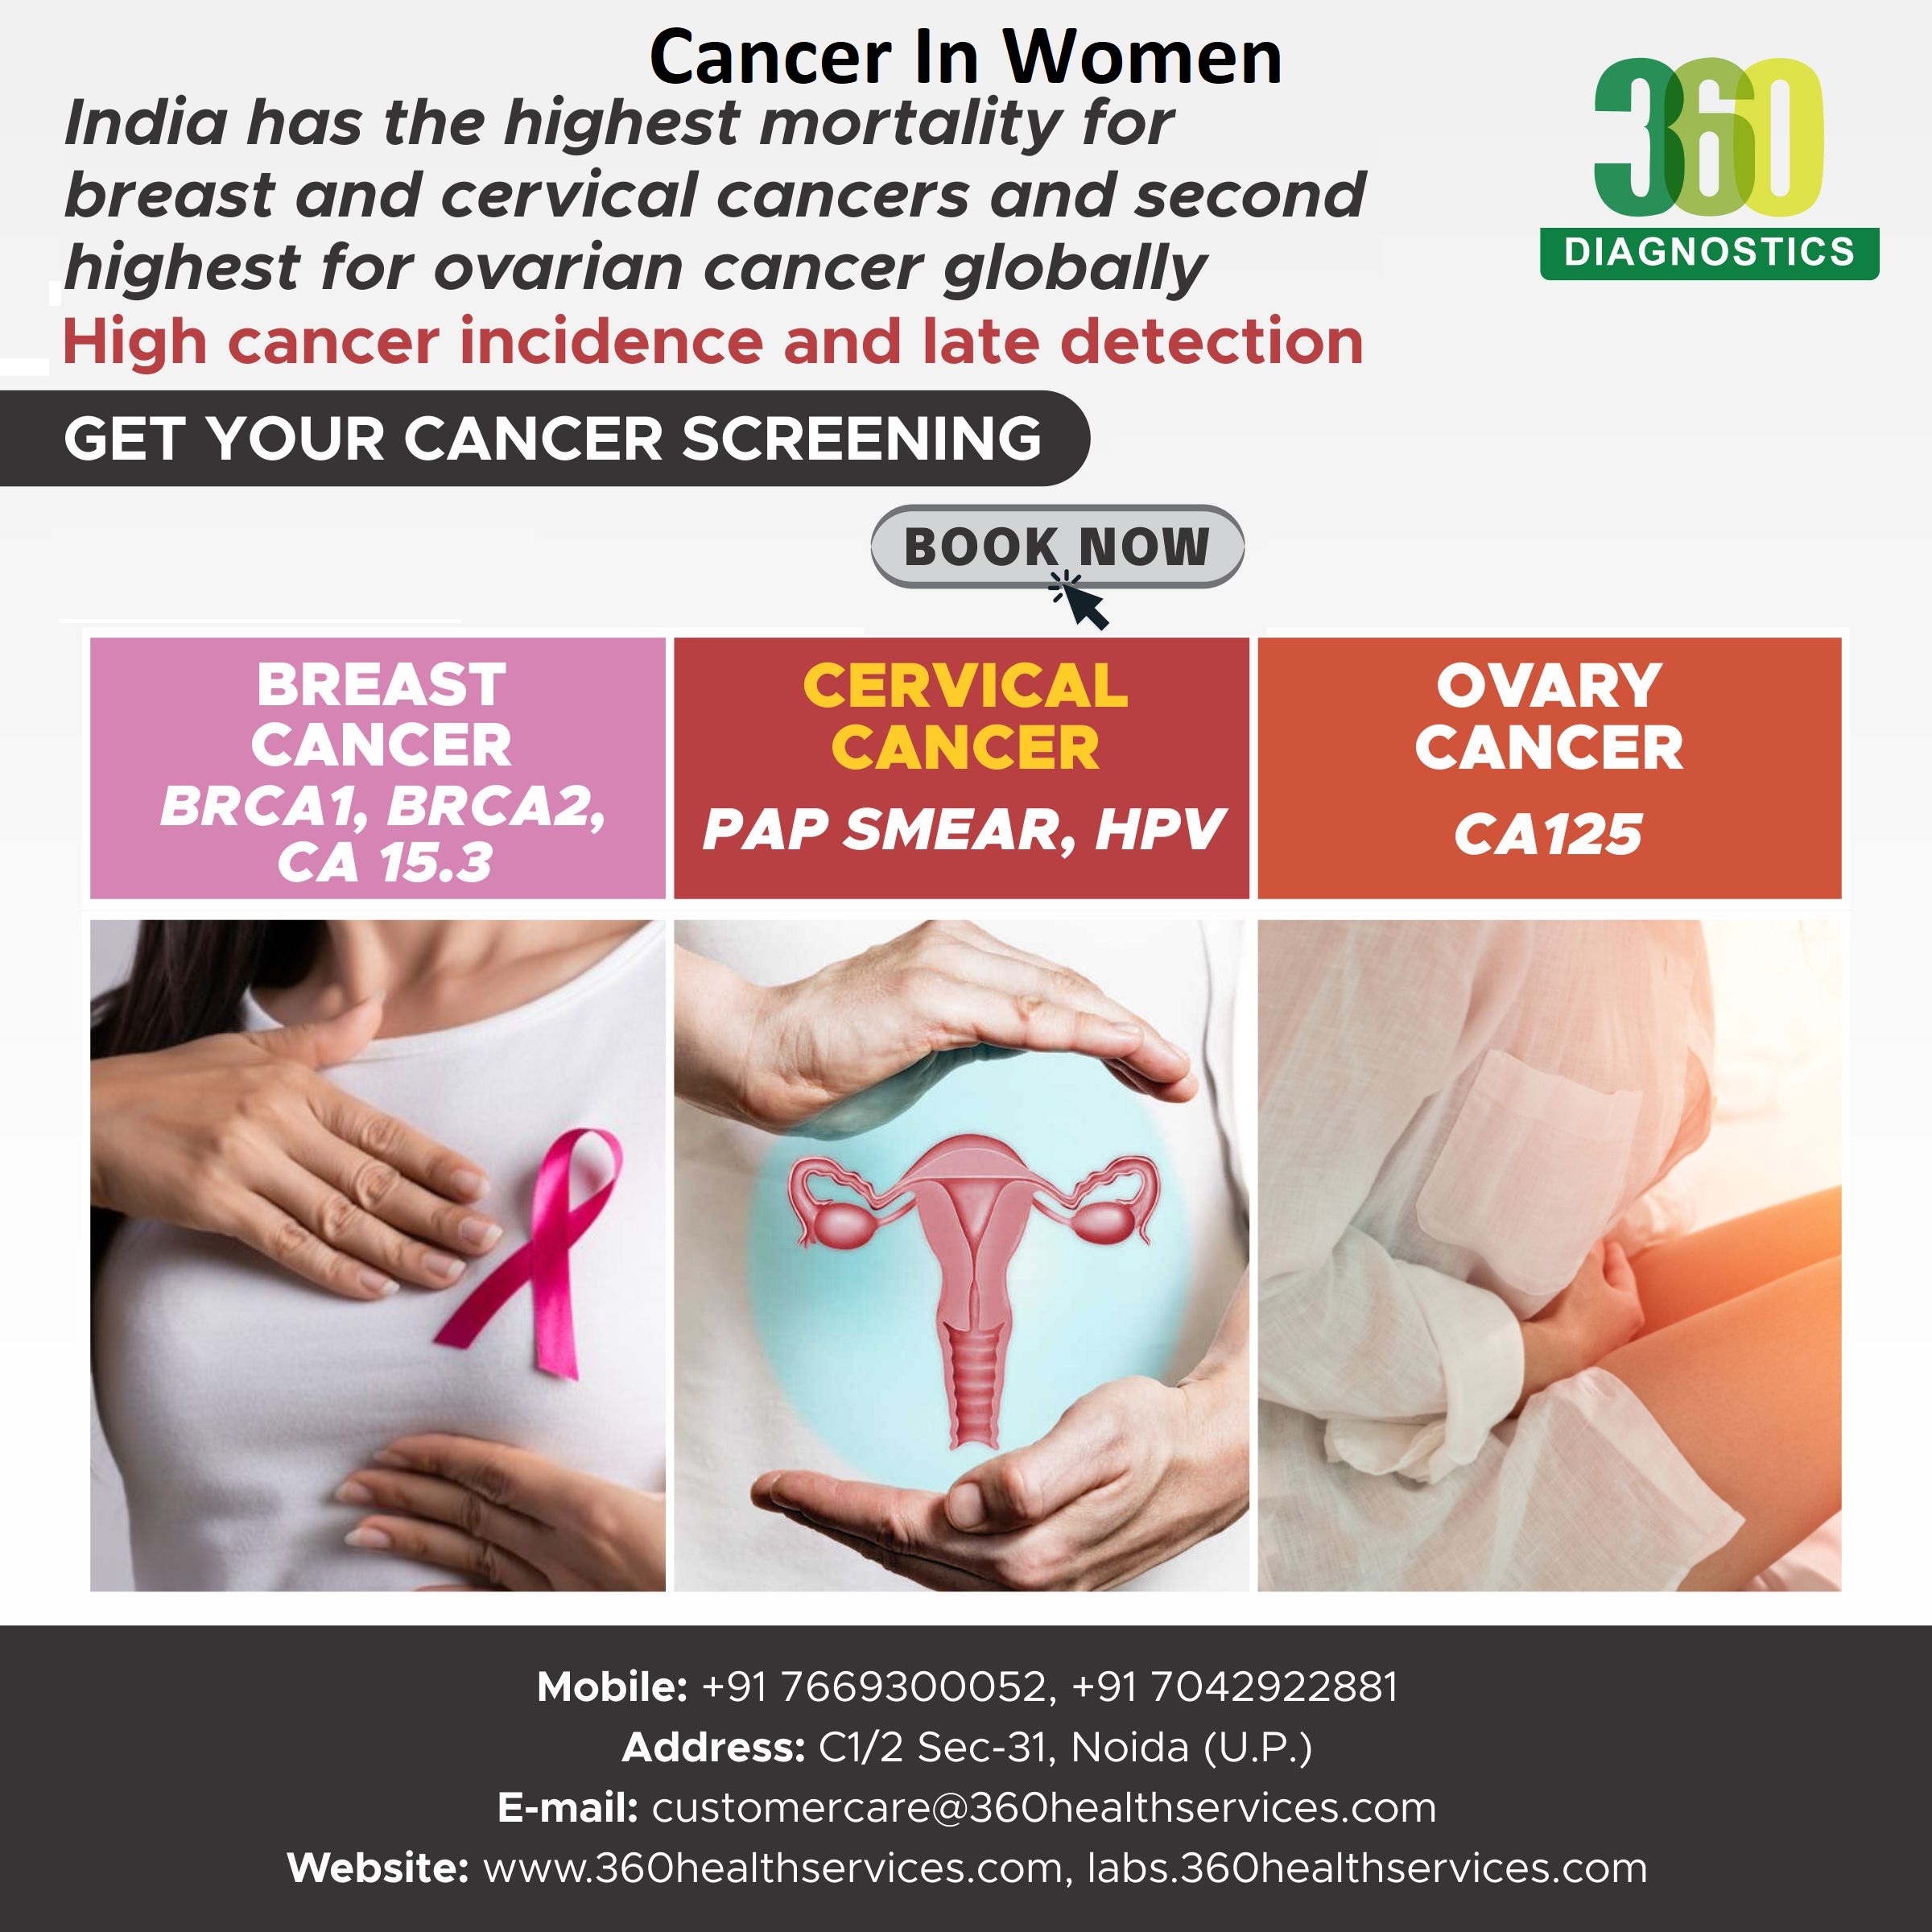 Cancer In Women
India has the highest mortality for
breast and cervical cancers and second
highest for ovarian cancer globally
High cancer incidence and late detection
360
DIAGNOSTICS
GET YOUR CANCER SCREENING
BOOK NOW
BREAST
CANCER
BRCA1, BRCA2,
CA 15.3
CERVICAL
CANCER
PAP SMEAR, HPV
OVARY
CANCER
CA125
Mobile: +91 7669300052, +91 7042922881
Address: C1/2 Sec-31, Noida (U.P.)
E-mail: customercare@360healthservices.com
Website: www.360healthservices.com, labs.360healthservices.com